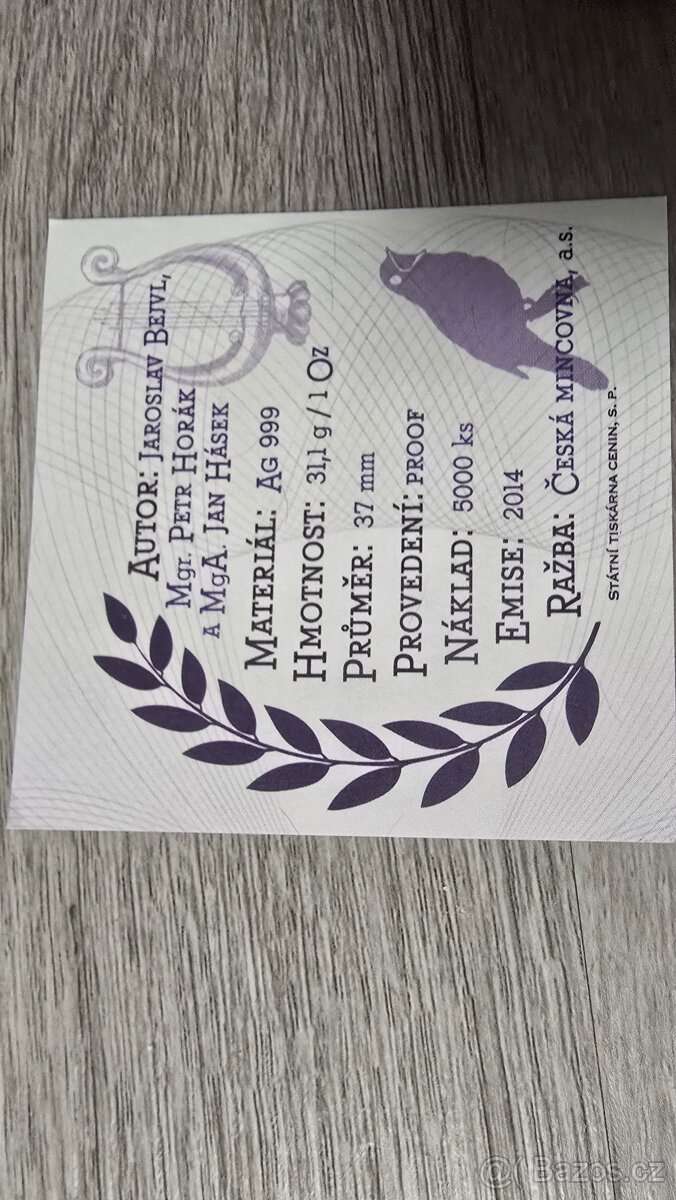 Autor: Jaroslav Bejvl,
Mgr. Petr Horák
a MgA. Jan Hásek
Materiál: Ag 999
Hmotnost: 31,1 g / 1 Oz
Průměr: 37 mm
Provedení: proof
Náklad: 5000 ks
Emise: 2014
Ražba: Česká mincovna, a.s.
STÁTNÍ TISKÁRNA CENIN, S. P.
Bazos.cz